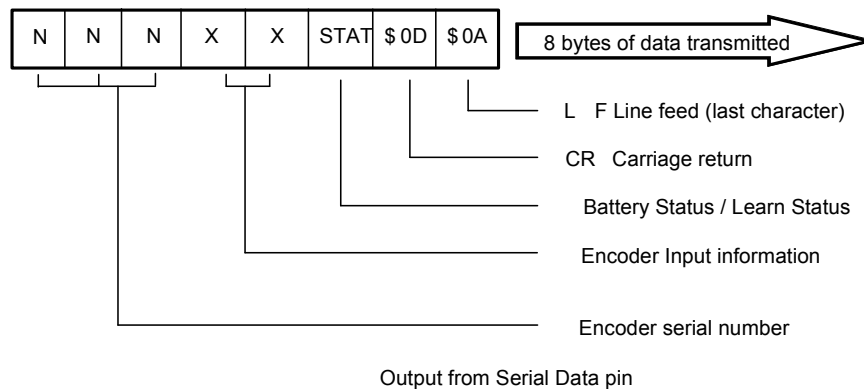 N N N X X STAT $0D $0A
8 bytes of data transmitted
L F Line feed (last character)
CR Carriage return
Battery Status / Learn Status
Encoder Input information
Encoder serial number
Output from Serial Data pin